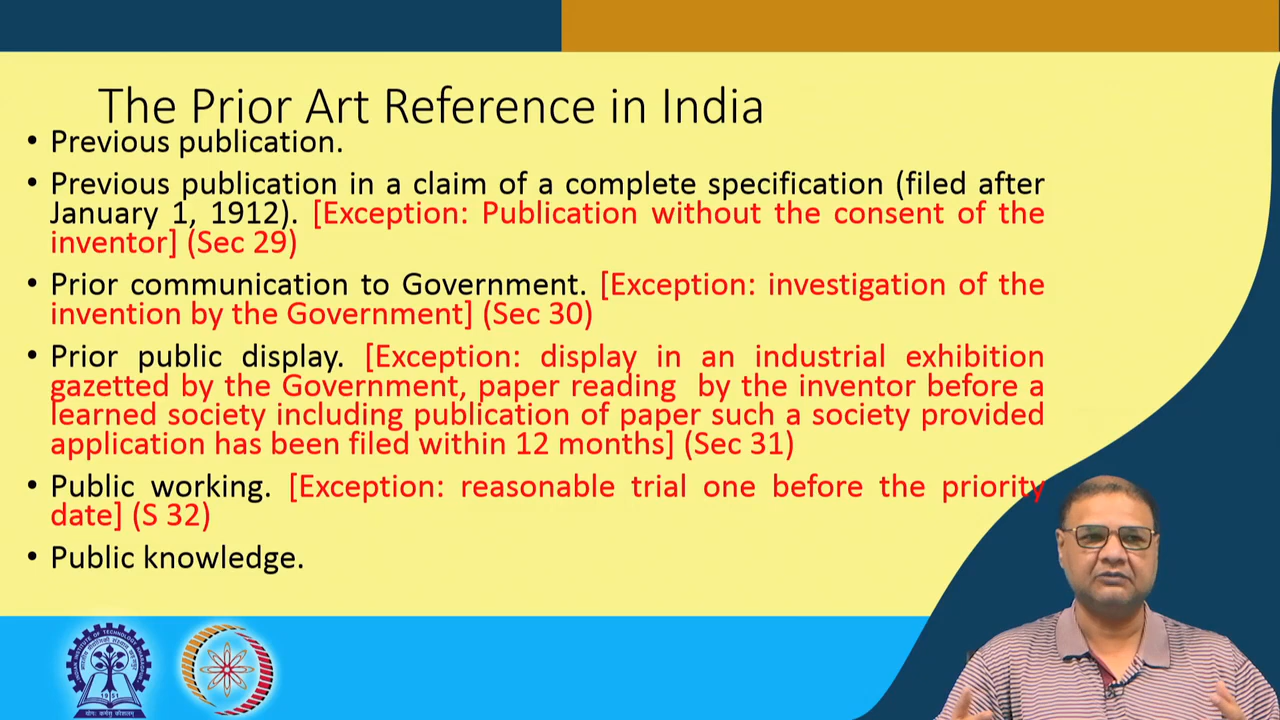 The Prior Art Reference in India
• Previous publication.
• Previous publication in a claim of a complete specification (filed after
January 1, 1912). [Exception: Publication without the consent of the
inventor] (Sec 29)
• Prior communication to Government. [Exception: investigation of the
invention by the Government] (Sec 30)
• Prior public display. [Exception: display in an industrial exhibition
gazetted by the Government, paper reading by the inventor before a
learned society including publication of paper such a society provided
application has been filed within 12 months] (Sec 31)
• Public working. [Exception: reasonable trial one before the priority
date] (S 32)
• Public knowledge.